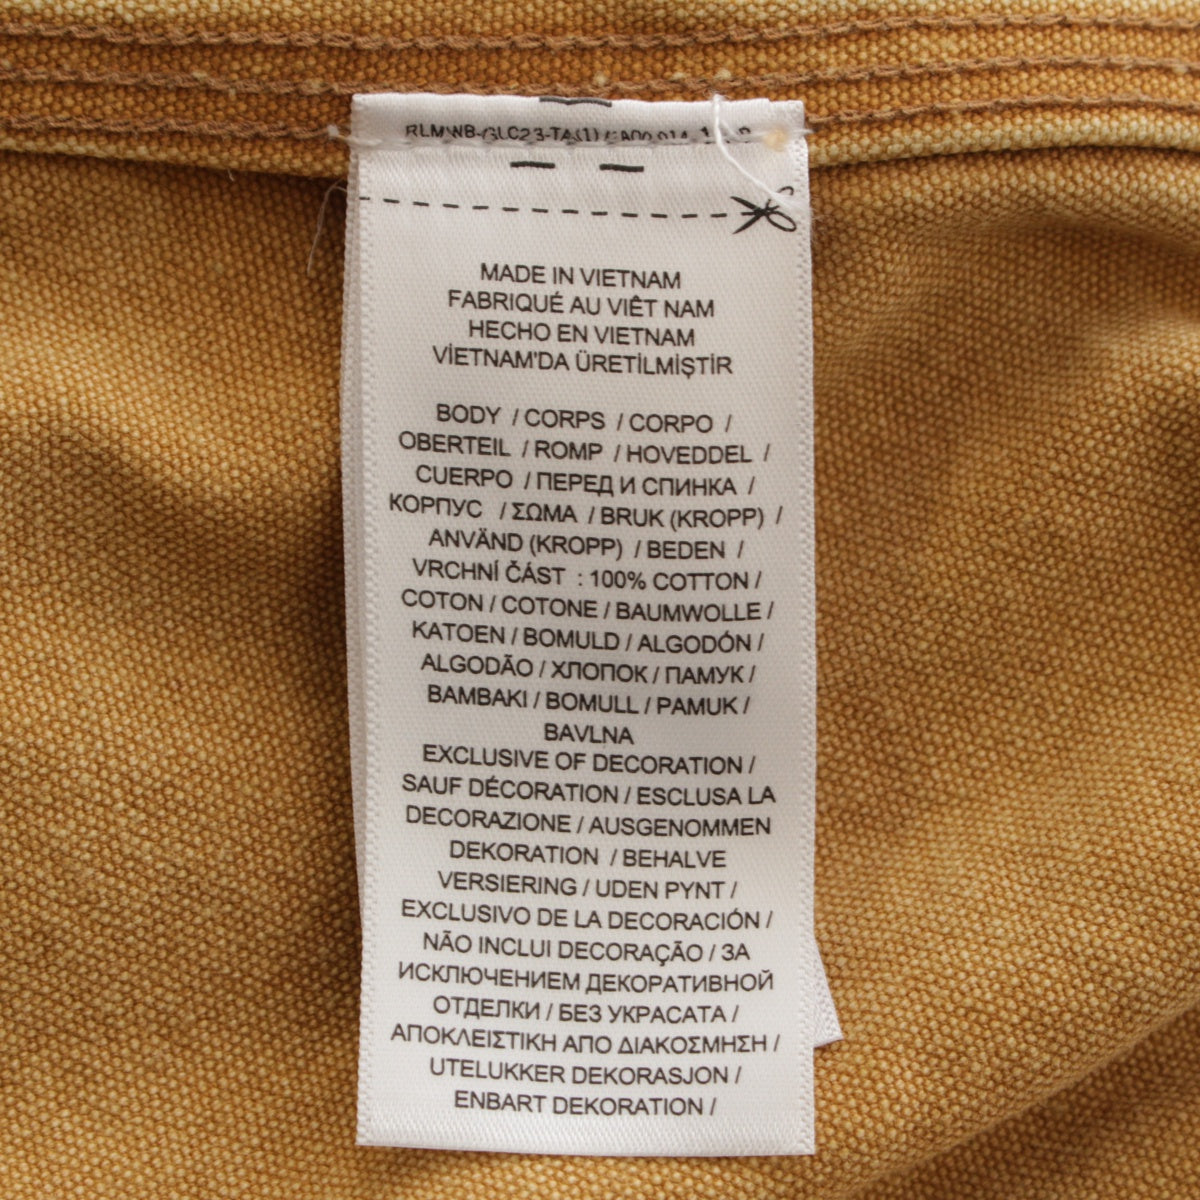 RLMWB-GLC23-TA(1)
MADE IN VIETNAM
FABRIQUÉ AU VIÊT NAM
HECHO EN VIETNAM
VİETNAM'DA ÜRETİLMİŞTİR
BODY / CORPS / CORPO /
OBERTEIL / ROMP / HOVEDDEL /
CUERPO / ПЕРЕД И СПИНКА /
КОРПУС / ΣΩΜΑ / BRUK (KROPP) /
ANVÄND (KROPP) / BEDEN /
VRCHNÍ ČÁST : 100% COTTON /
COTON / COTONE / BAUMWOLLE /
KATOEN / BOMULD / ALGODÓN /
ALGODÃO / ХЛОПОК / ПАМУК /
BAMBAKI / BOMULL / PAMUK /
BAVLNA
EXCLUSIVE OF DECORATION /
SAUF DÉCORATION / ESCLUSA LA
DECORAZIONE / AUSGENOMMEN
DEKORATION / BEHALVE
VERSIERING / UDEN PYNT /
EXCLUSIVO DE LA DECORACIÓN /
NÃO INCLUI DECORAÇÃO / ЗА
ИСКЛЮЧЕНИЕМ ДЕКОРАТИВНОЙ
ОТДЕЛКИ / БЕЗ УКРАСАТА /
ΑΠΟΚΛΕΙΣΤΙΚΗ ΑΠΟ ΔΙΑΚΟΣΜΗΣΗ /
UTELUKKER DEKORASJON /
ENBART DEKORATION /